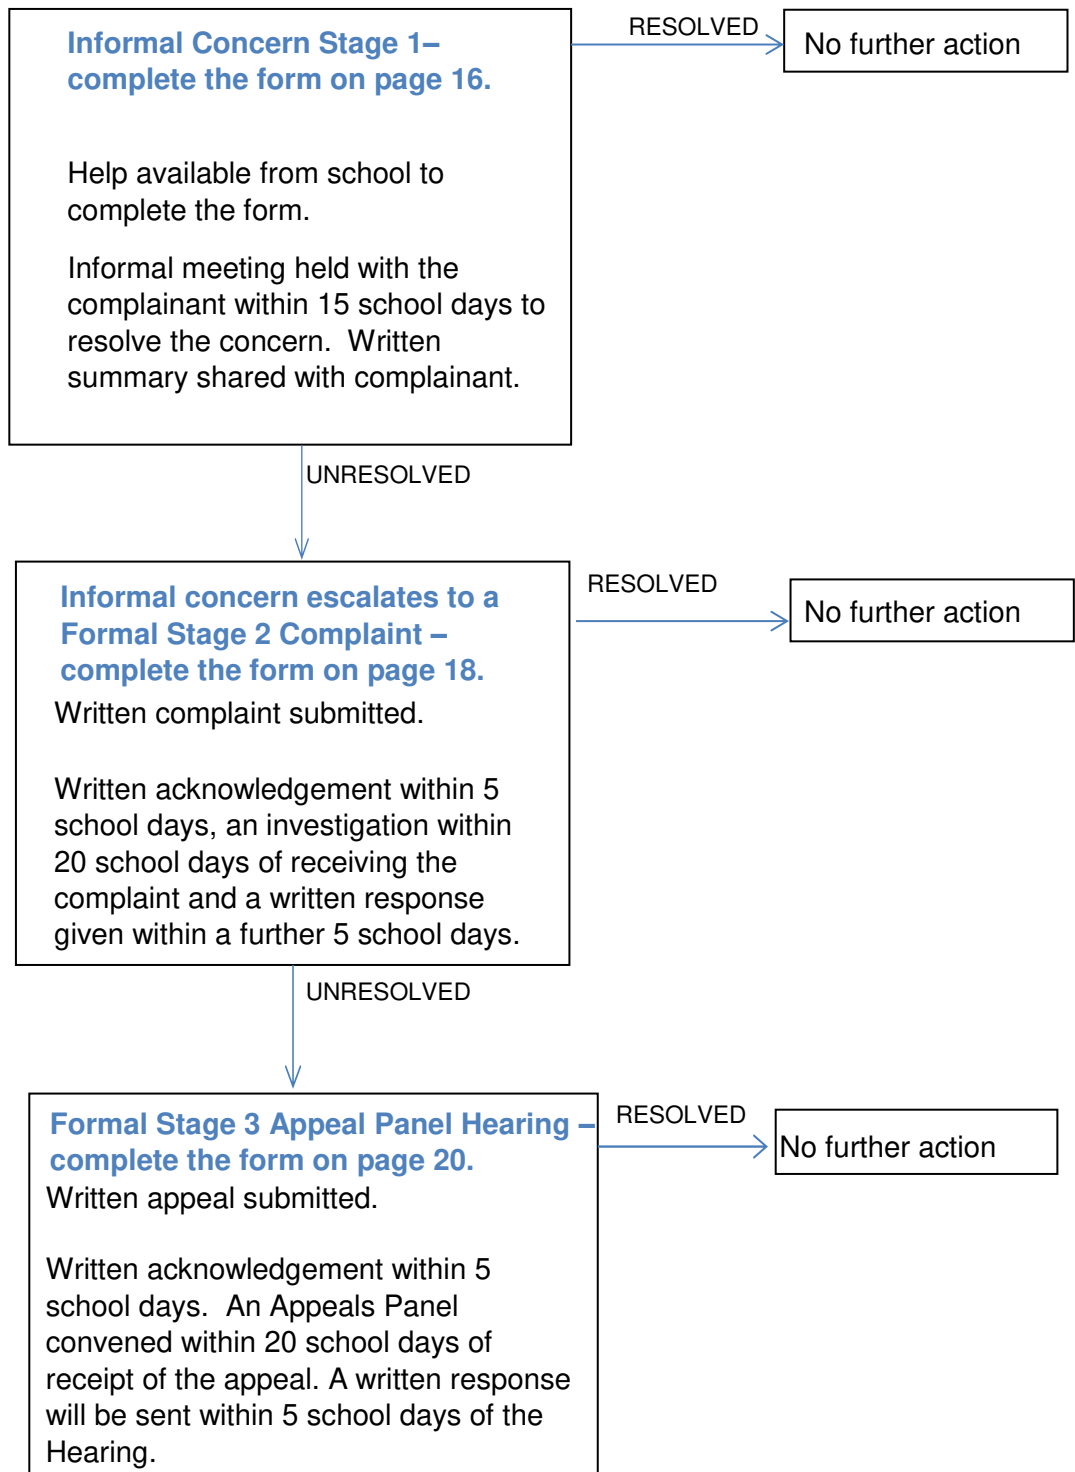 Informal Concern Stage 1–
complete the form on page 16.
Help available from school to
complete the form.
Informal meeting held with the
complainant within 15 school days to
resolve the concern.  Written
summary shared with complainant.
RESOLVED
No further action
UNRESOLVED
Informal concern escalates to a
Formal Stage 2 Complaint –
complete the form on page 18.
Written complaint submitted.
Written acknowledgement within 5
school days, an investigation within
20 school days of receiving the
complaint and a written response
given within a further 5 school days.
RESOLVED
No further action
UNRESOLVED
Formal Stage 3 Appeal Panel Hearing –
complete the form on page 20.
Written appeal submitted.
Written acknowledgement within 5
school days.  An Appeals Panel
convened within 20 school days of
receipt of the appeal. A written response
will be sent within 5 school days of the
Hearing.
RESOLVED
No further action